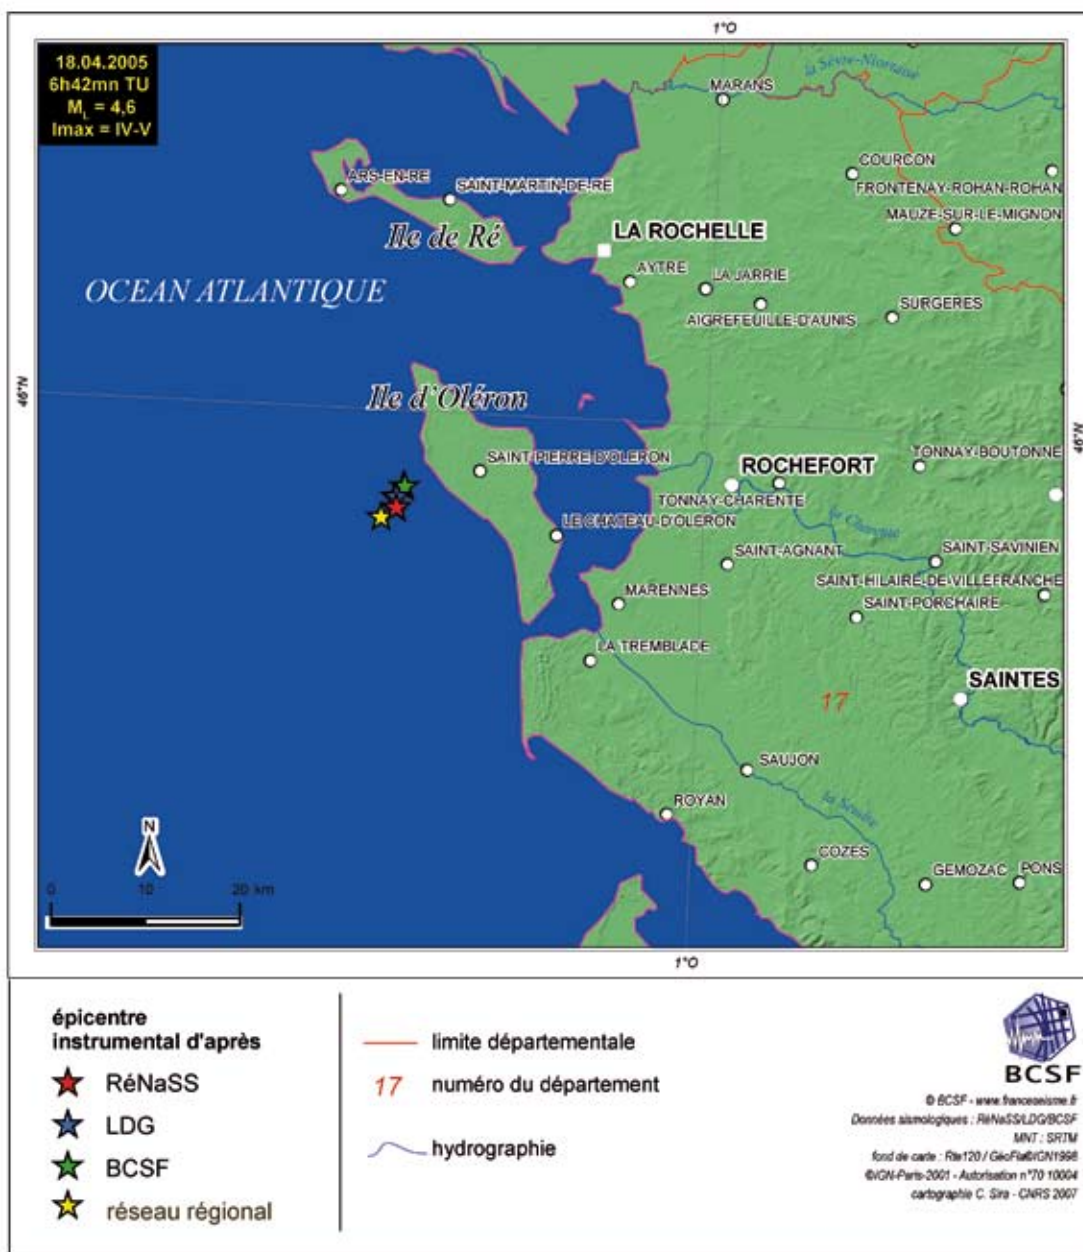 1°O
18.04.2005
6h42mn TU
ML = 4,6
Imax = IV-V
la Sèvre-Niortaise
MARANS
COURCON
FRONTENAY-ROHAN-ROHAN
ARS-EN-RE
SAINT-MARTIN-DE-RE
MAUZE-SUR-LE-MIGNON
Ile de Ré
LA ROCHELLE
AYTRE
LA JARRIE
OCEAN ATLANTIQUE
AIGREFEUILLE-D'AUNIS
SURGERES
46°N
Ile d'Oléron
46°N
SAINT-PIERRE-D'OLERON
ROCHEFORT
TONNAY-BOUTONNE
TONNAY-CHARENTE
LE CHATEAU-D'OLERON
la Charente
SAINT-AGNANT
SAINT-SAVINIEN
SAINT-HILAIRE-DE-VILLEFRANCHE
MARENNES
SAINT-PORCHAIRE
LA TREMBLADE
SAINTES
17
SAUJON
ROYAN
la Seudre
N
COZES
GEMOZAC
PONS
0
10
20 km
1°O
épicentre
instrumental d'après
RéNaSS
LDG
BCSF
réseau régional
limite départementale
17
numéro du département
hydrographie
BCSF
© BCSF - www.franceseisme.fr
Données sismologiques : RéNaSS/LDG/BCSF
MNT : SRTM
fond de carte : Rte120 / GéoFla®IGN1998
©IGN-Paris-2001 - Autorisation n°70 10004
cartographie C. Sira - CNRS 2007